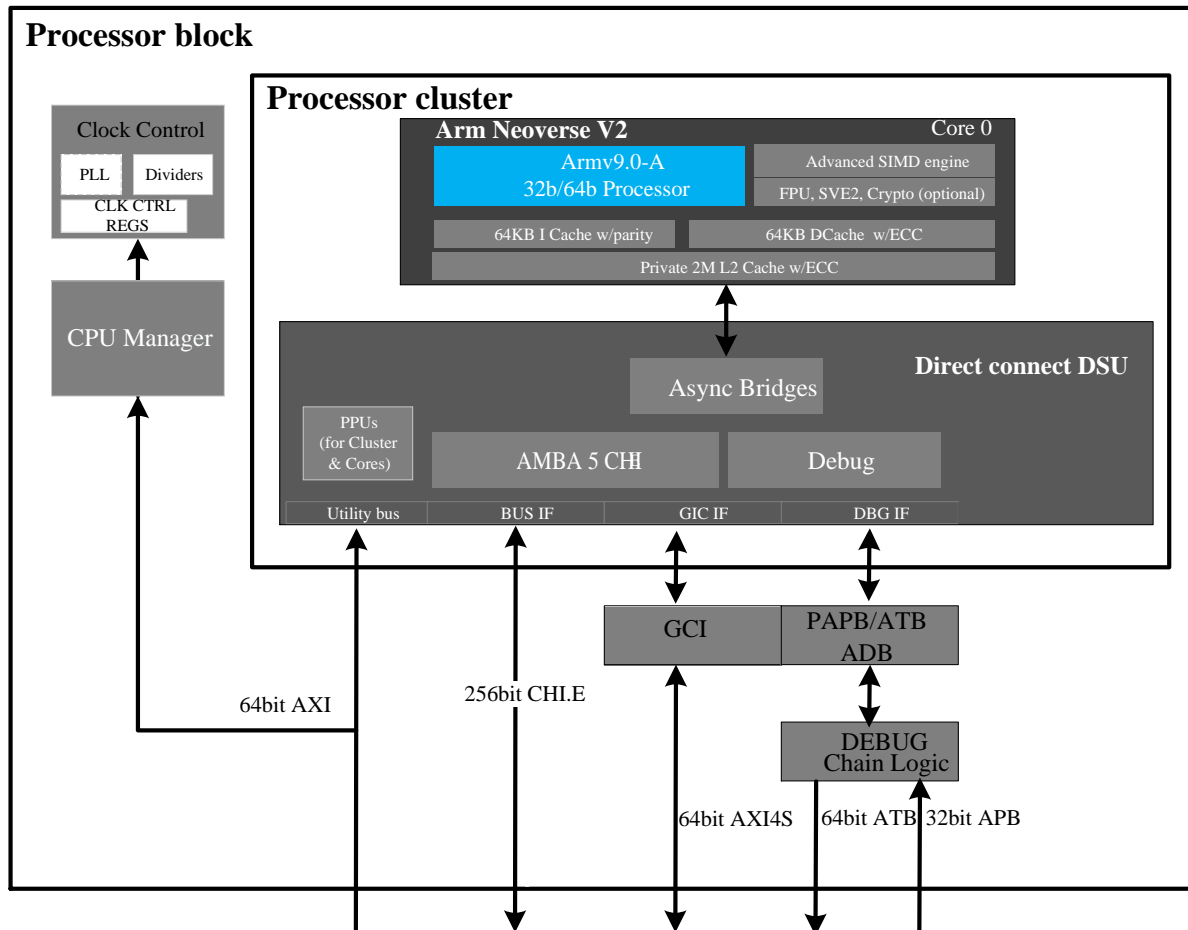 Processor block
Processor cluster
Clock Control
PLL
Dividers
CLK CTRL
REGS
CPU Manager
Arm Neoverse V2
Core 0
Armv9.0-A
32b/64b Processor
Advanced SIMD engine
FPU, SVE2, Crypto (optional)
64KB I Cache w/parity
64KB DCache w/ECC
Private 2M L2 Cache w/ECC
Direct connect DSU
Async Bridges
PPUs
(for Cluster
& Cores)
AMBA 5 CHI
Debug
Utility bus
BUS IF
GIC IF
DBG IF
GCI
PAPB/ATB
ADB
64bit AXI
256bit CHI.E
DEBUG
Chain Logic
64bit AXI4S
64bit ATB
32bit APB